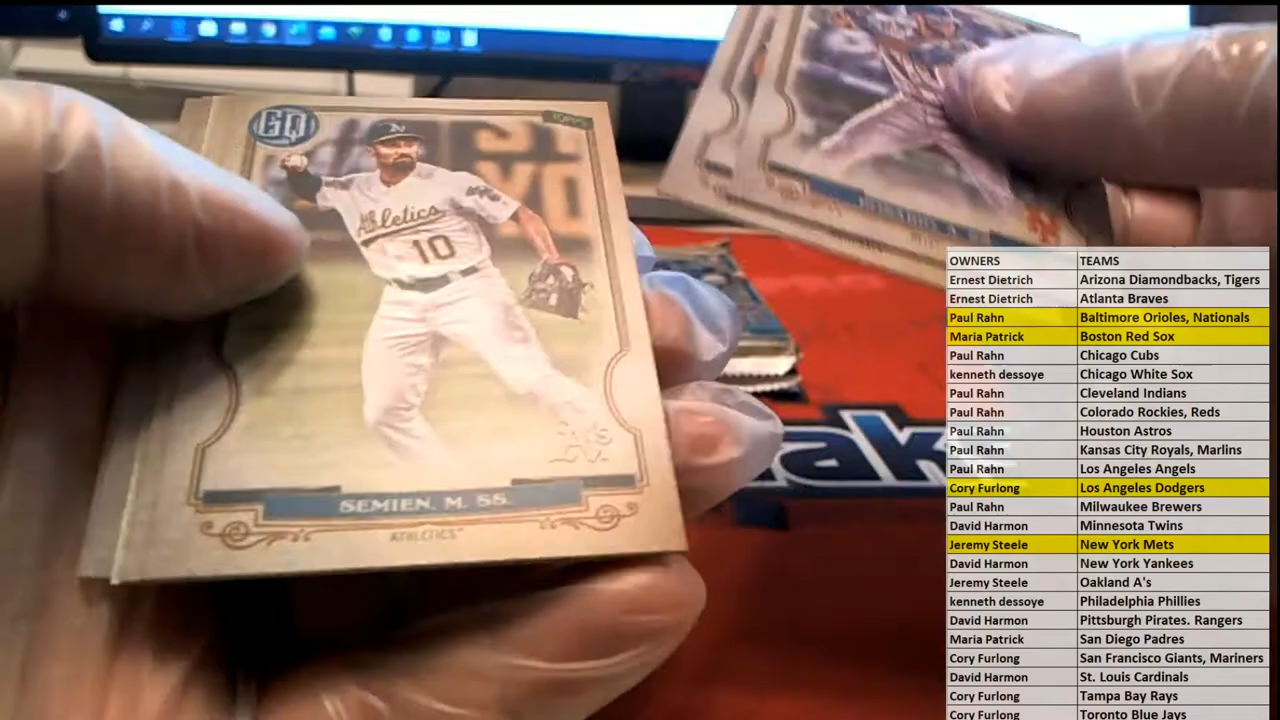 GQ
TOPPS
Athletics
10
A's
SEMIEN, M. SS.
ATHLETICS
OWNERS TEAMS
Ernest Dietrich Arizona Diamondbacks, Tigers
Ernest Dietrich Atlanta Braves
Paul Rahn Baltimore Orioles, Nationals
Maria Patrick Boston Red Sox
Paul Rahn Chicago Cubs
kenneth dessoye Chicago White Sox
Paul Rahn Cleveland Indians
Paul Rahn Colorado Rockies, Reds
Paul Rahn Houston Astros
Paul Rahn Kansas City Royals, Marlins
Paul Rahn Los Angeles Angels
Cory Furlong Los Angeles Dodgers
Paul Rahn Milwaukee Brewers
David Harmon Minnesota Twins
Jeremy Steele New York Mets
David Harmon New York Yankees
Jeremy Steele Oakland A's
kenneth dessoye Philadelphia Phillies
David Harmon Pittsburgh Pirates. Rangers
Maria Patrick San Diego Padres
Cory Furlong San Francisco Giants, Mariners
David Harmon St. Louis Cardinals
Cory Furlong Tampa Bay Rays
Cory Furlong Toronto Blue Jays